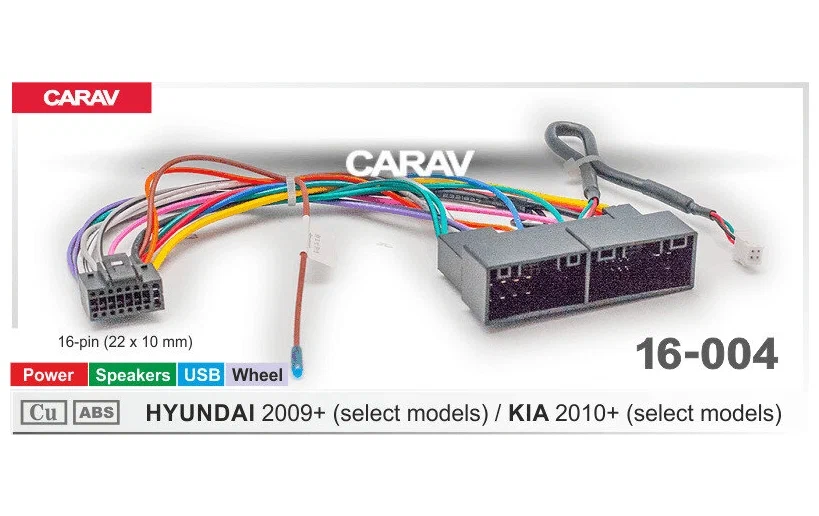 CARAV
CARAV
16-pin (22 x 10 mm)
16-004
Power Speakers USB Wheel
Cu ABS HYUNDAI 2009+ (select models) / KIA 2010+ (select models)